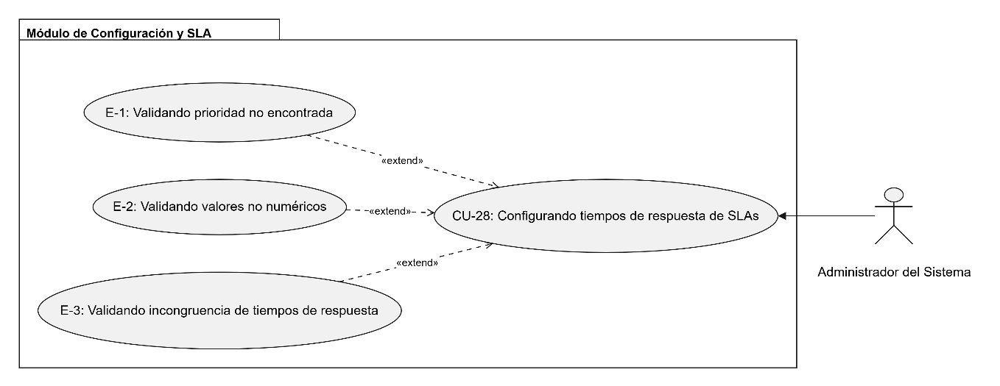 Módulo de Configuración y SLA
E-1: Validando prioridad no encontrada
«extend»
E-2: Validando valores no numéricos
«extend»
CU-28: Configurando tiempos de respuesta de SLAs
«extend»
Administrador del Sistema
E-3: Validando incongruencia de tiempos de respuesta